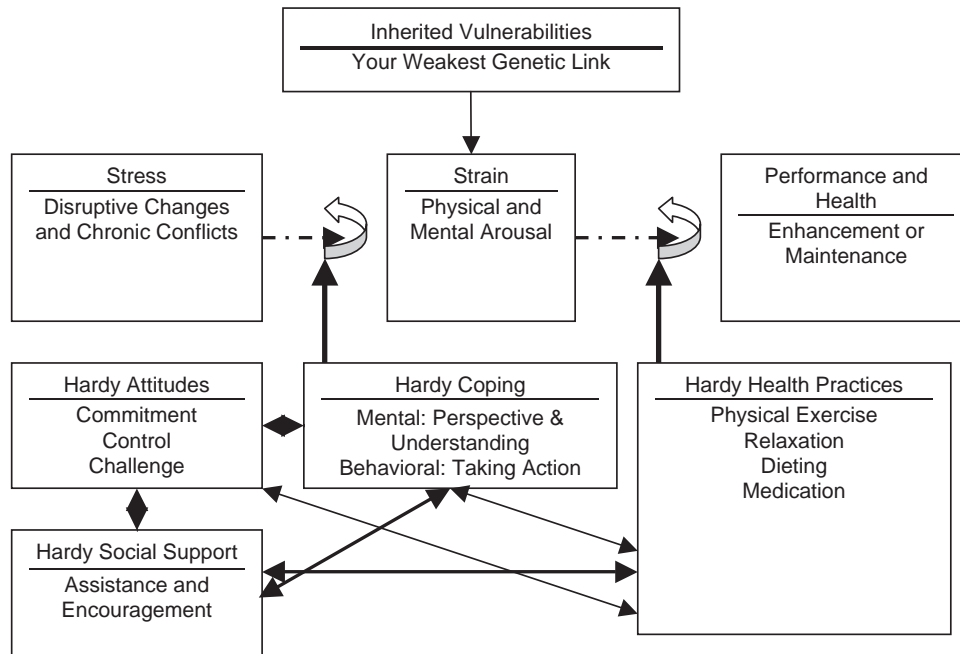 Inherited Vulnerabilities
Your Weakest Genetic Link
Stress
Disruptive Changes
and Chronic Conflicts
Strain
Physical and
Mental Arousal
Performance and
Health
Enhancement or
Maintenance
Hardy Attitudes
Commitment
Control
Challenge
Hardy Coping
Mental: Perspective &
Understanding
Behavioral: Taking Action
Hardy Health Practices
Physical Exercise
Relaxation
Dieting
Medication
Hardy Social Support
Assistance and
Encouragement